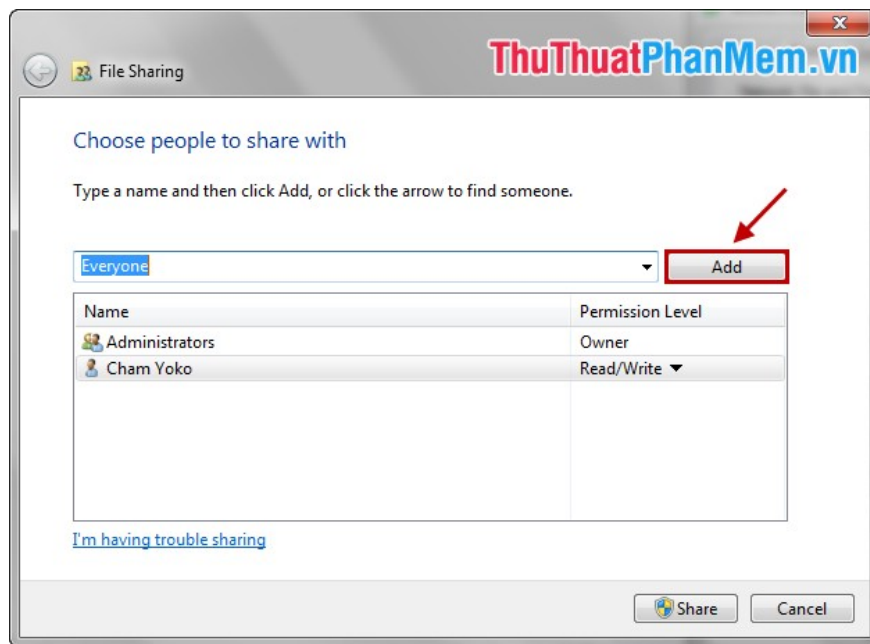 ThuThuatPhanMem.vn
File Sharing
Choose people to share with
Type a name and then click Add, or click the arrow to find someone.
Everyone Add
Name Permission Level
Administrators Owner
Cham Yoko Read/Write
I'm having trouble sharing
Share Cancel